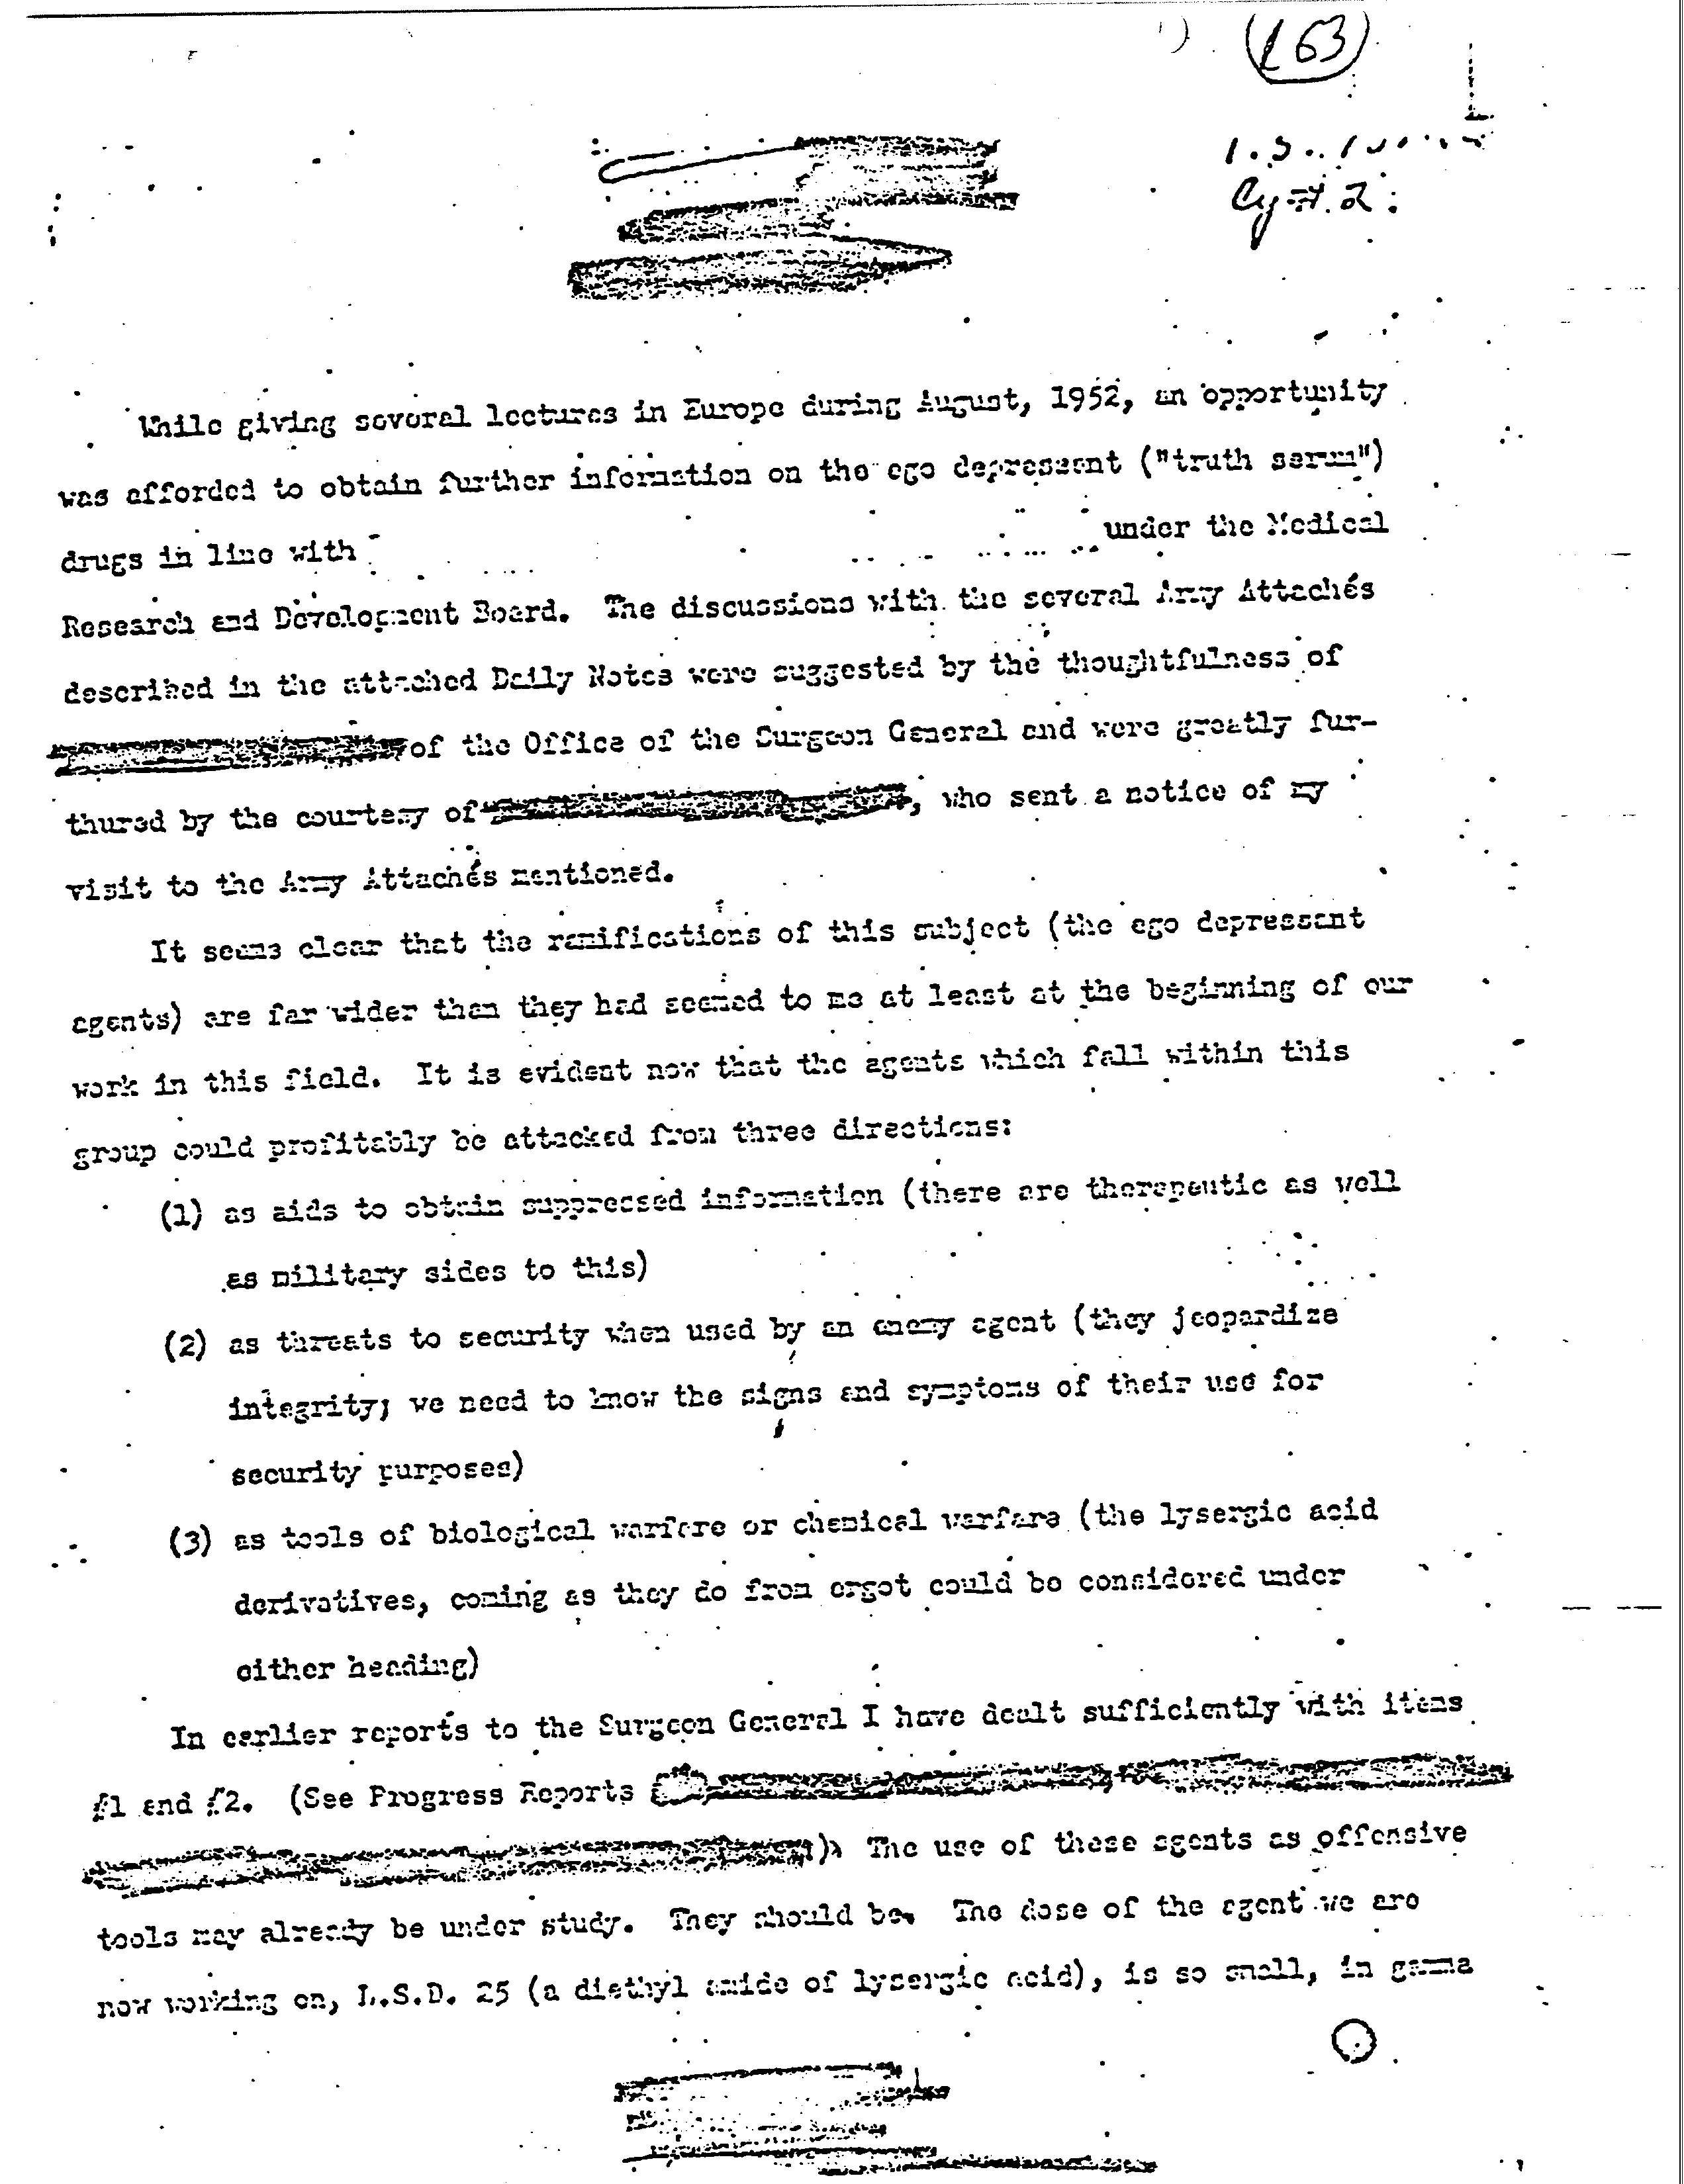 (163)
Cy #2
While giving several lectures in Europe during August, 1952, an opportunity
was afforded to obtain further information on the ego depressant ("truth serum")
drugs in line with under the Medical
Research and Development Board. The discussions with the several Army Attachés
described in the attached Daily Notes were suggested by the thoughtfulness of
of the Office of the Surgeon General and were greatly fur-
thured by the courtesy of , who sent a notice of my
visit to the Army Attachés mentioned.
It seems clear that the ramifications of this subject (the ego depressant
agents) are far wider than they had seemed to me at least at the beginning of our
work in this field. It is evident now that the agents which fall within this
group could profitably be attacked from three directions:
(1) as aids to obtain suppressed information (there are therapeutic as well
as military sides to this)
(2) as threats to security when used by an enemy agent (they jeopardize
integrity; we need to know the signs and symptoms of their use for
security purposes)
(3) as tools of biological warfare or chemical warfare (the lysergic acid
derivatives, coming as they do from ergot could be considered under
either heading)
In earlier reports to the Surgeon General I have dealt sufficiently with items
#1 and #2. (See Progress Reports
). The use of these agents as offensive
tools may already be under study. They should be. The dose of the agent we are
now working on, L.S.D. 25 (a diethyl amide of lysergic acid), is so small, in gamma